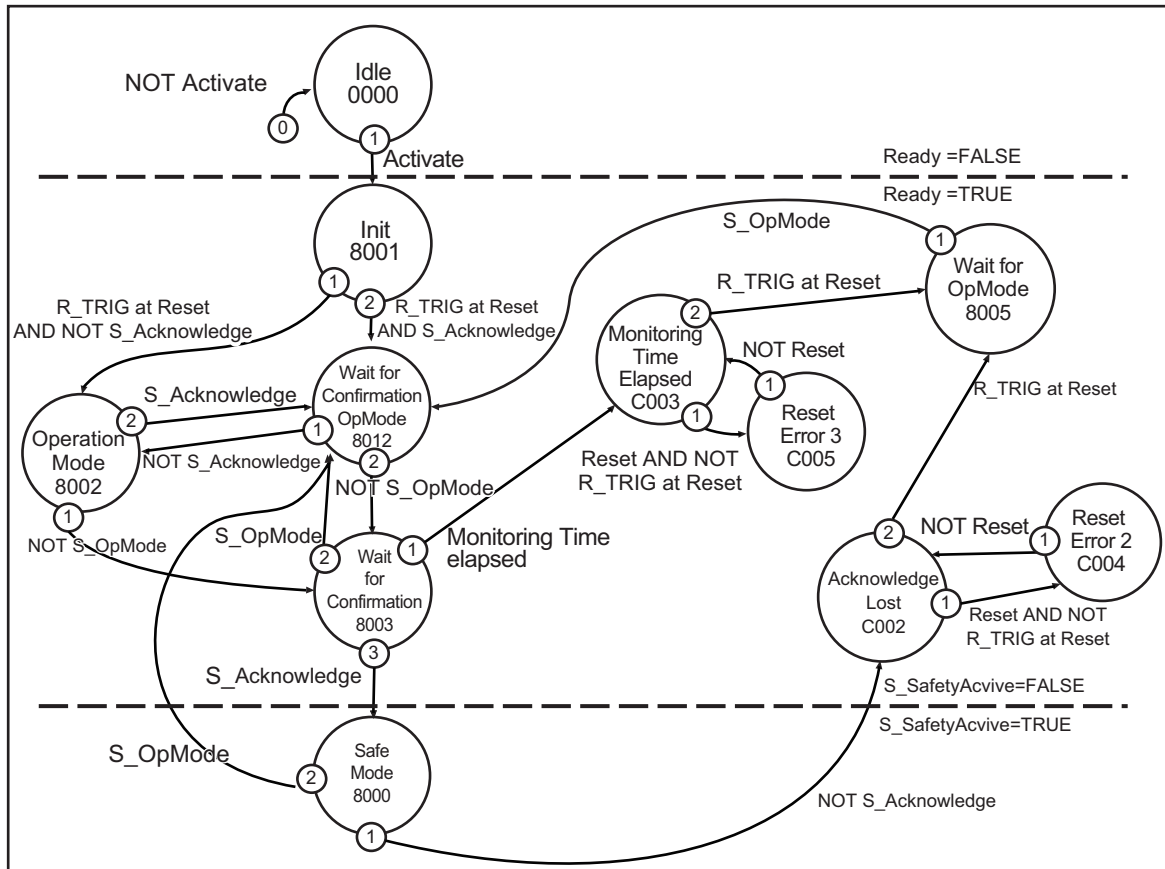 Idle
0000
NOT Activate
0
1
Activate
Ready =FALSE
Ready =TRUE
Init
8001
1
2
R_TRIG at Reset
AND NOT S_Acknowledge
R_TRIG at Reset
AND S_Acknowledge
S_OpMode
1
Wait for
OpMode
8005
R_TRIG at Reset
2
Monitoring
Time
Elapsed
C003
1
NOT Reset
1
Reset
Error 3
C005
Reset AND NOT
R_TRIG at Reset
R_TRIG at Reset
Wait for
Confirmation
OpMode
8012
1
2
S_Acknowledge
2
Operation
Mode
8002
1
NOT S_Acknowledge
NOT S_OpMode
S_OpMode
NOT S_OpMode
Monitoring Time
elapsed
2
1
Wait
for
Confirmation
8003
3
2
NOT Reset
1
Reset
Error 2
C004
Acknowledge
Lost
C002
1
Reset AND NOT
R_TRIG at Reset
S_Acknowledge
S_SafetyAcvive=FALSE
S_SafetyAcvive=TRUE
S_OpMode
2
Safe
Mode
8000
1
NOT S_Acknowledge